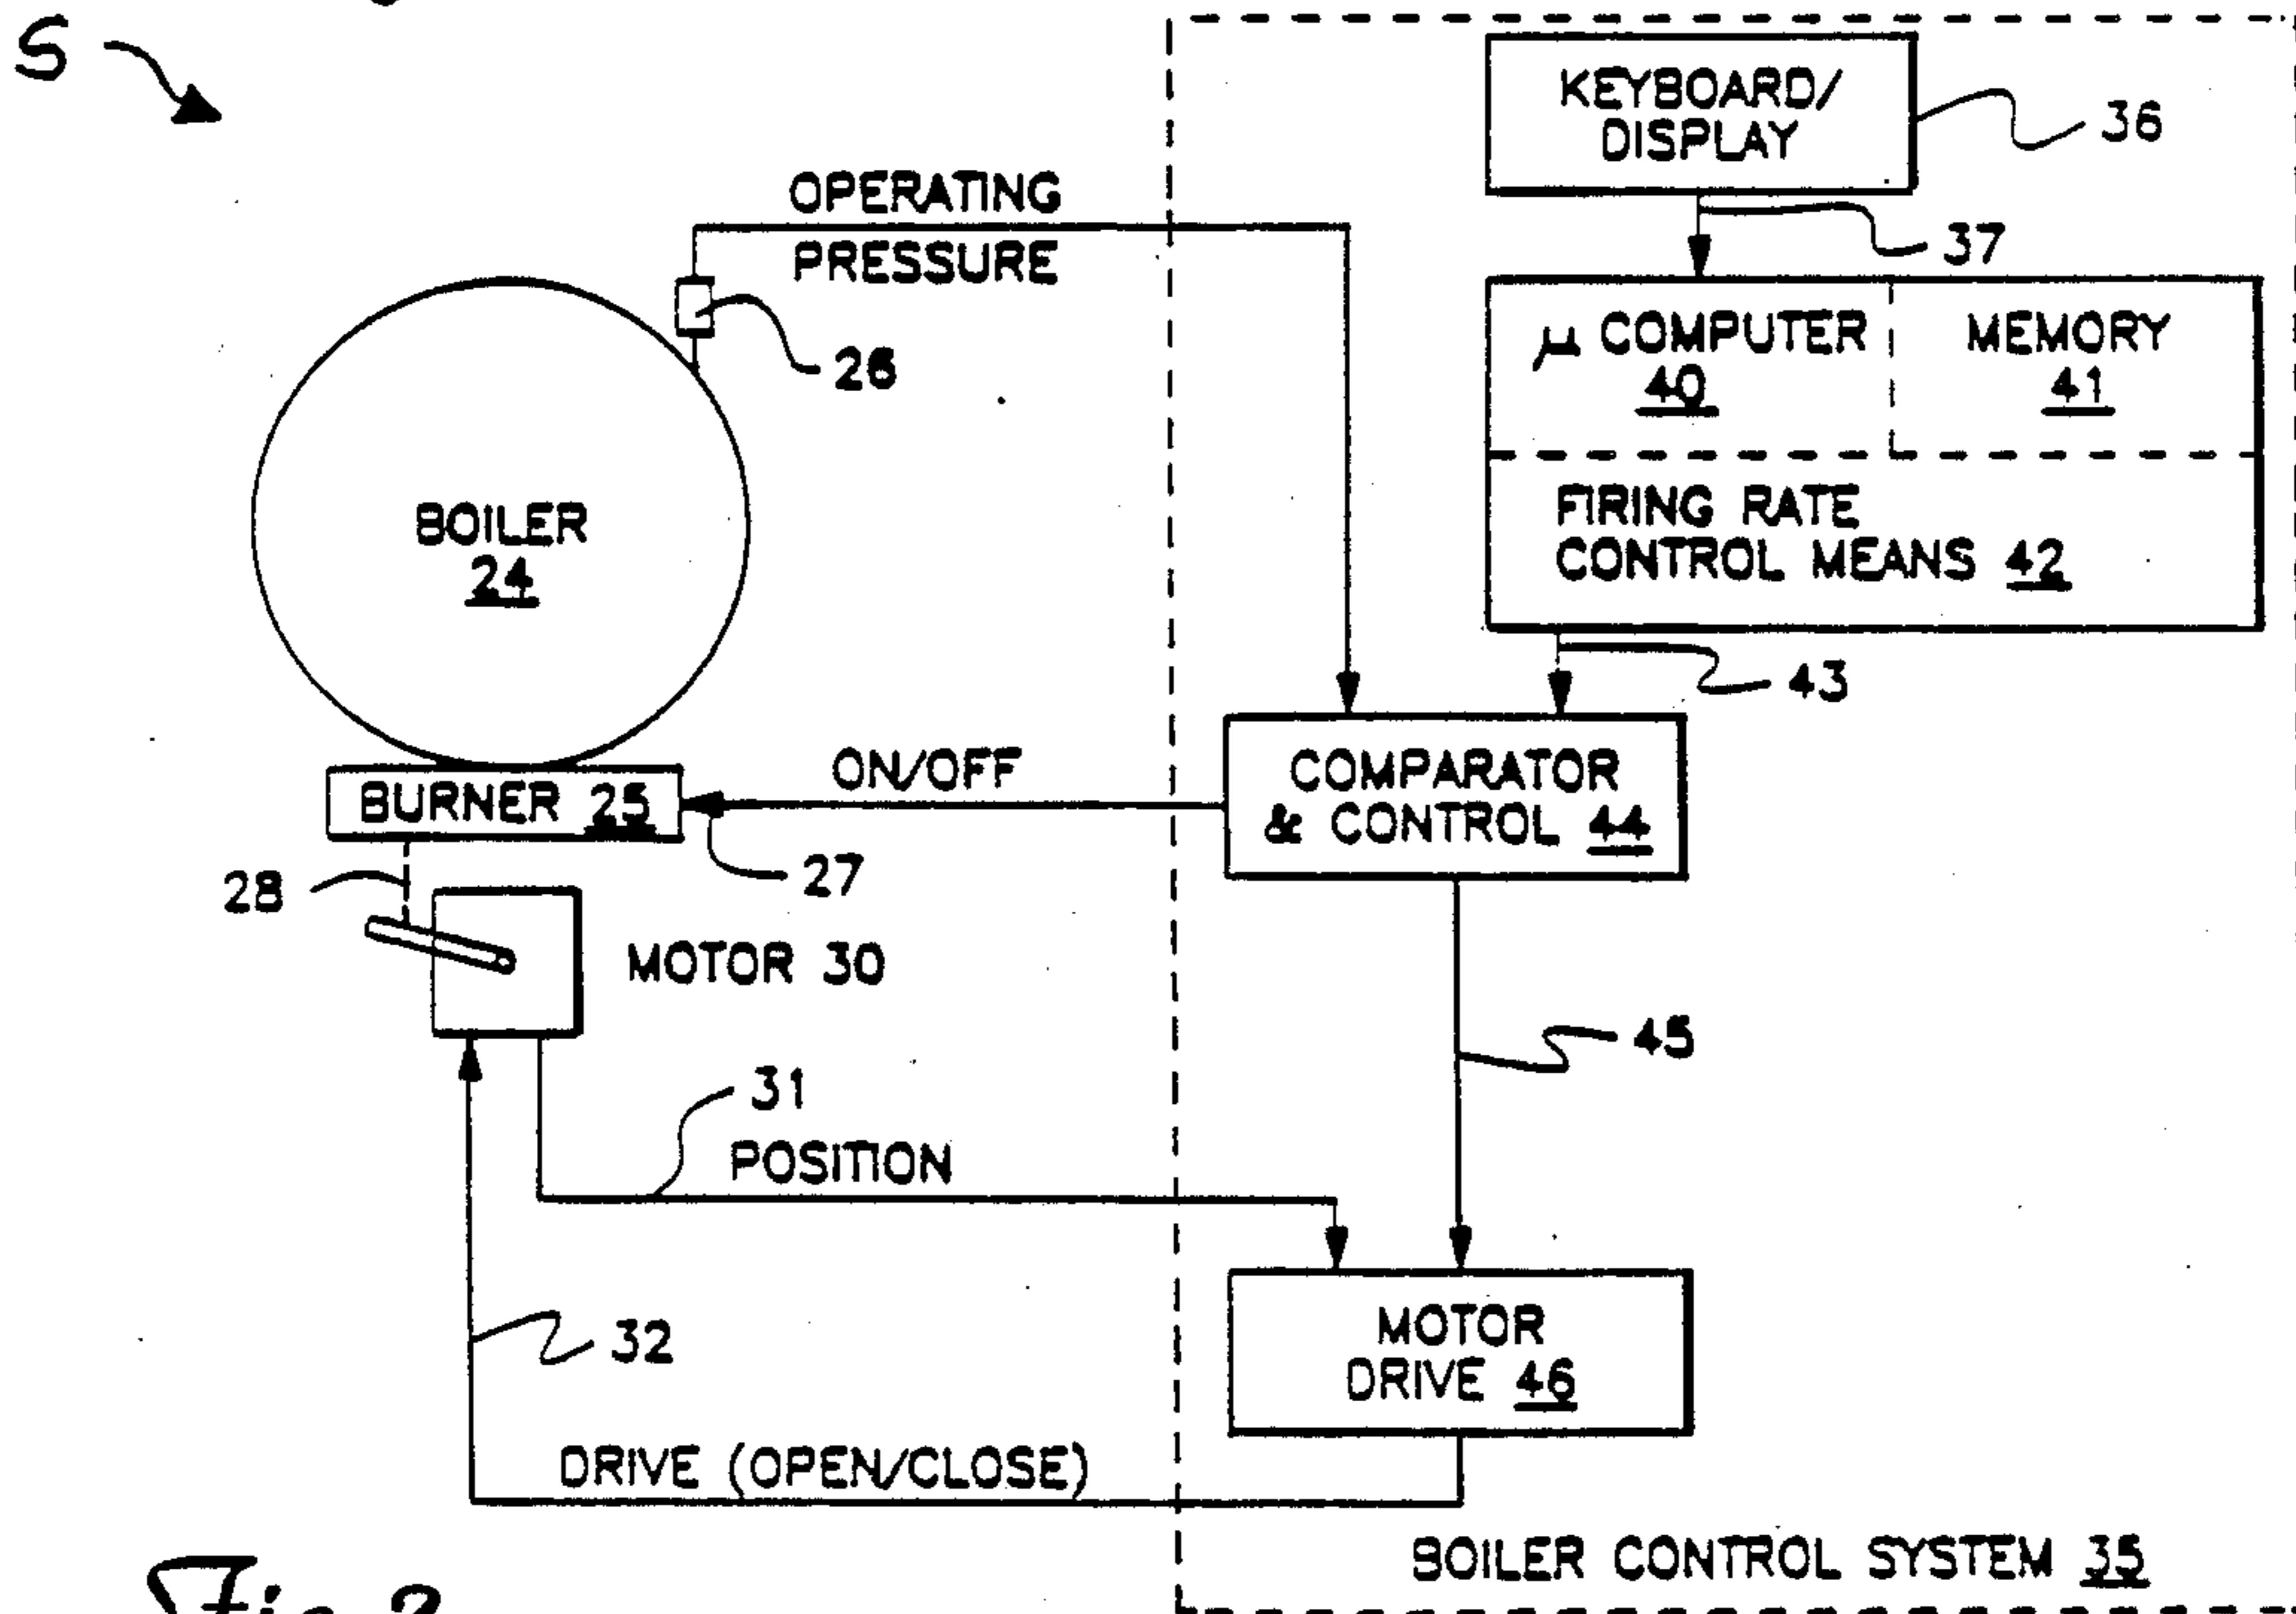 S
KEYBOARD/
DISPLAY
36
37
OPERATING
PRESSURE
26
μ COMPUTER
40
MEMORY
41
BOILER
24
FIRING RATE
CONTROL MEANS 42
43
ON/OFF
COMPARATOR
& CONTROL 44
BURNER 25
27
28
MOTOR 30
45
31
POSITION
32
MOTOR
DRIVE 46
DRIVE (OPEN/CLOSE)
BOILER CONTROL SYSTEM 35